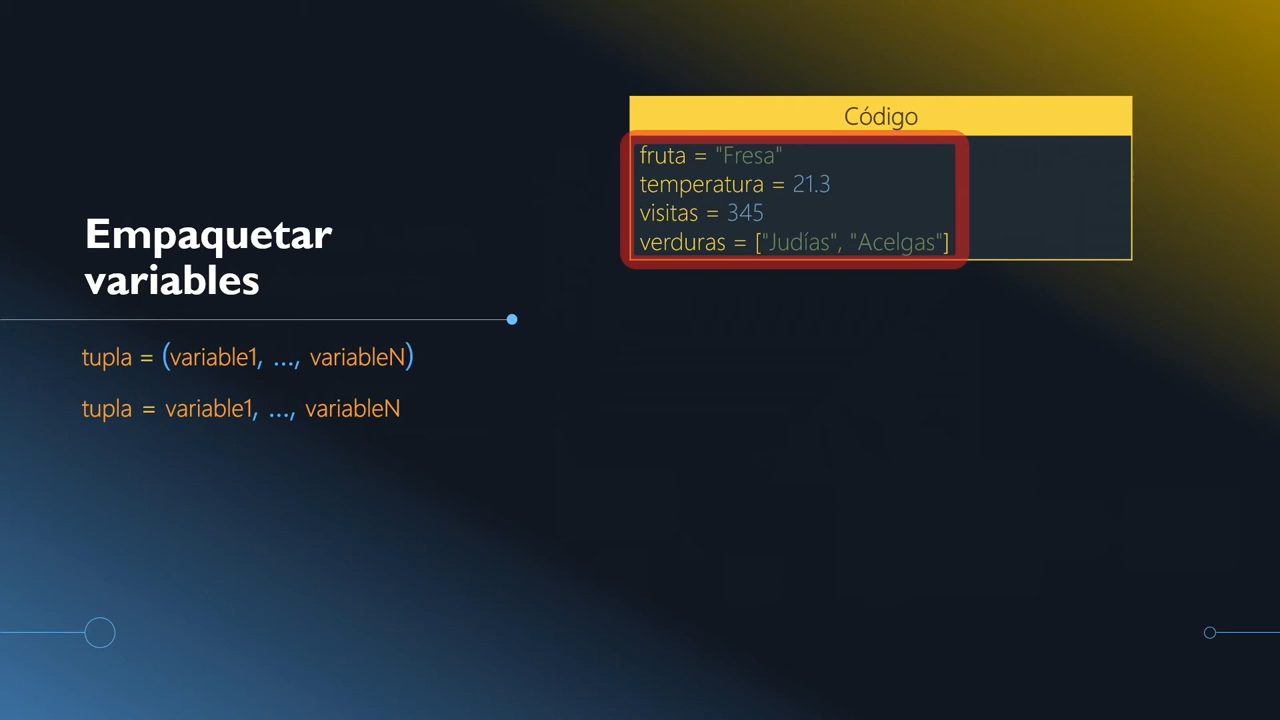 Empaquetar
variables
tupla = (variable1, ..., variableN)
tupla = variable1, ..., variableN
Código
fruta = "Fresa"
temperatura = 21.3
visitas = 345
verduras = ["Judías", "Acelgas"]